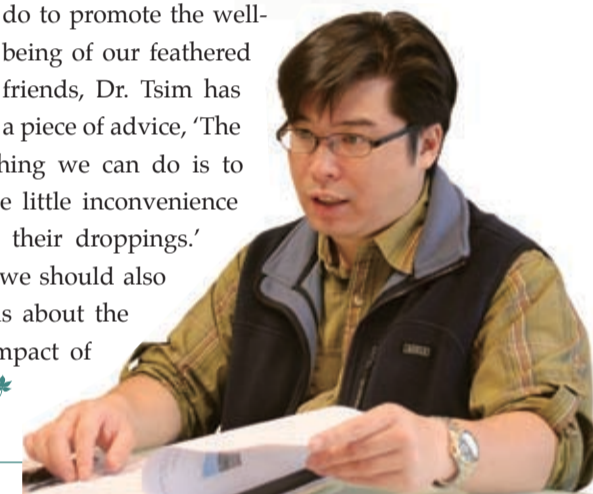 do to promote the well-
being of our feathered
friends, Dr. Tsim has
a piece of advice, 'The
hing we can do is to
e little inconvenience
their droppings.'
we should also
s about the
mpact of